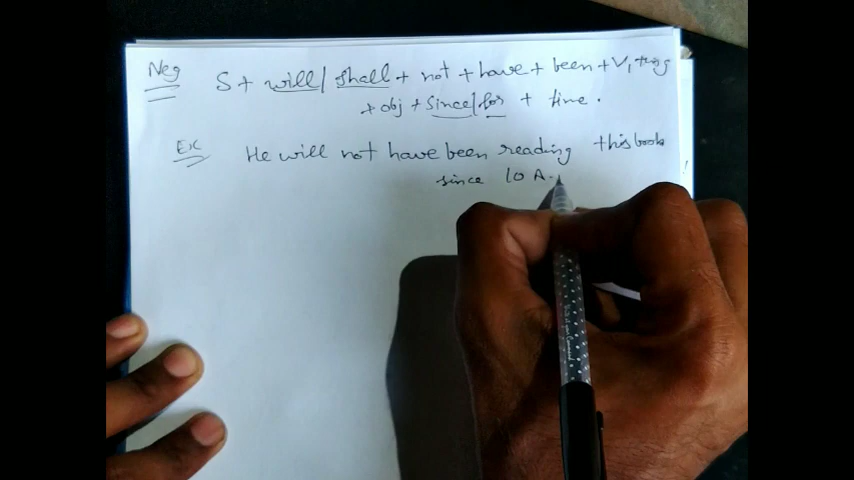 Neg S + will / shall + not + have + been + V₁ + ing
+ obj + since / for + time.
Ex He will not have been reading this book
since 10 A.